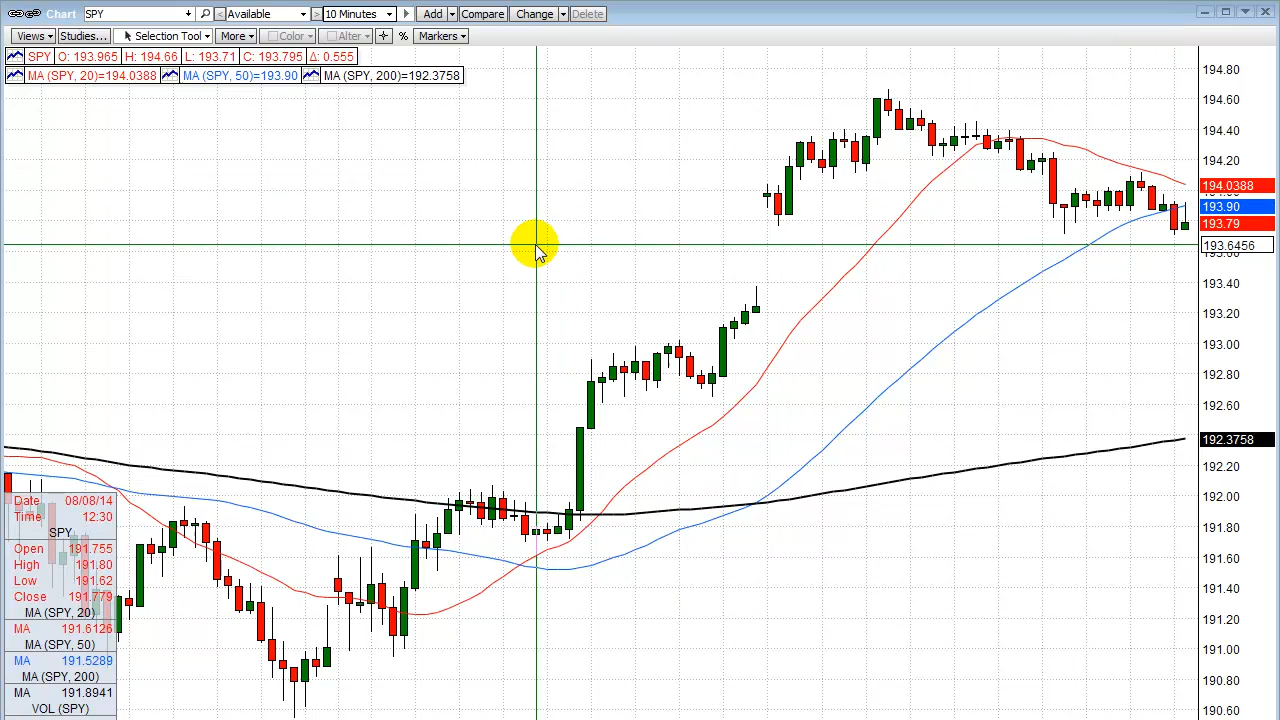 Chart SPY Available 10 Minutes Add Compare Change Delete
Views Studies... Selection Tool More Color Alter % Markers
SPY O: 193.965 H: 194.66 L: 193.71 C: 193.795 Δ: 0.555
MA (SPY, 20)=194.0388 MA (SPY, 50)=193.90 MA (SPY, 200)=192.3758
194.80
194.60
194.40
194.20
194.0388
193.90
193.79
193.6456
193.60
193.40
193.20
193.00
192.80
192.60
192.3758
192.20
192.00
191.80
191.60
191.40
191.20
191.00
190.80
190.60
Date 08/08/14
Time 12:30
SPY
Open 191.755
High 191.80
Low 191.62
Close 191.779
MA (SPY, 20)
MA 191.6126
MA (SPY, 50)
MA 191.5289
MA (SPY, 200)
MA 191.8941
VOL (SPY)